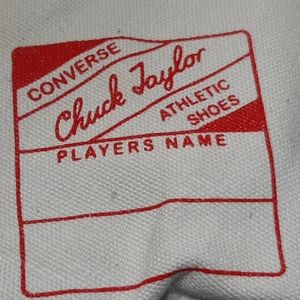 CONVERSE
Chuck Taylor
ATHLETIC
SHOES
PLAYERS NAME